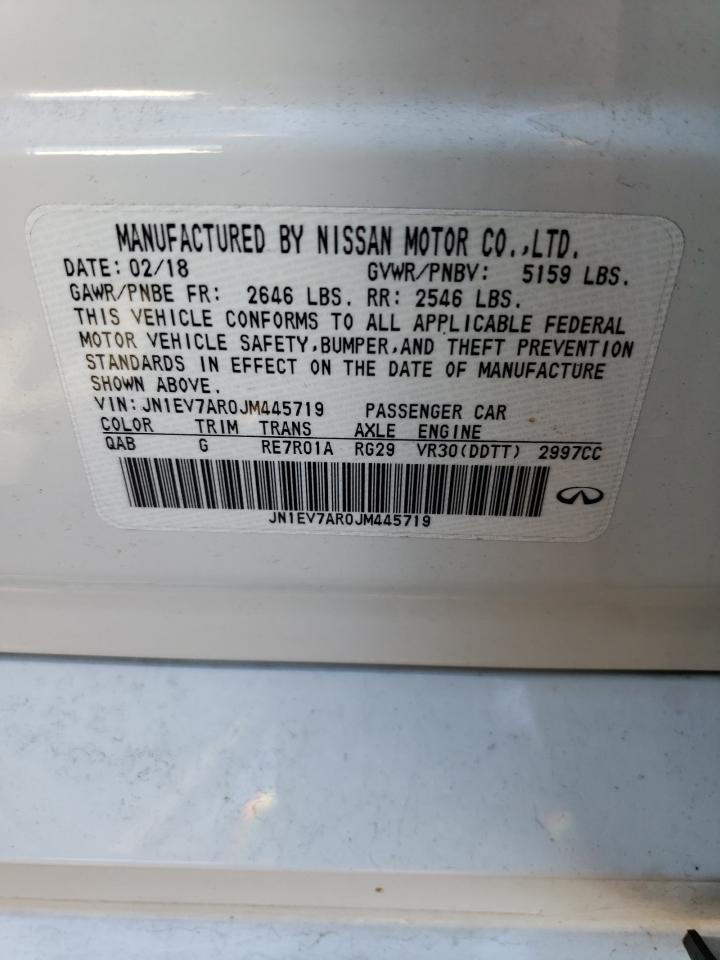 MANUFACTURED BY NISSAN MOTOR CO.,LTD.
DATE: 02/18 GVWR/PNBV: 5159 LBS.
GAWR/PNBE FR: 2646 LBS. RR: 2546 LBS.
THIS VEHICLE CONFORMS TO ALL APPLICABLE FEDERAL
MOTOR VEHICLE SAFETY,BUMPER,AND THEFT PREVENTION
STANDARDS IN EFFECT ON THE DATE OF MANUFACTURE
SHOWN ABOVE.
VIN: JN1EV7AR0JM445719 PASSENGER CAR
COLOR TRIM TRANS AXLE ENGINE
QAB G RE7R01A RG29 VR30(DDTT) 2997CC
JN1EV7AR0JM445719